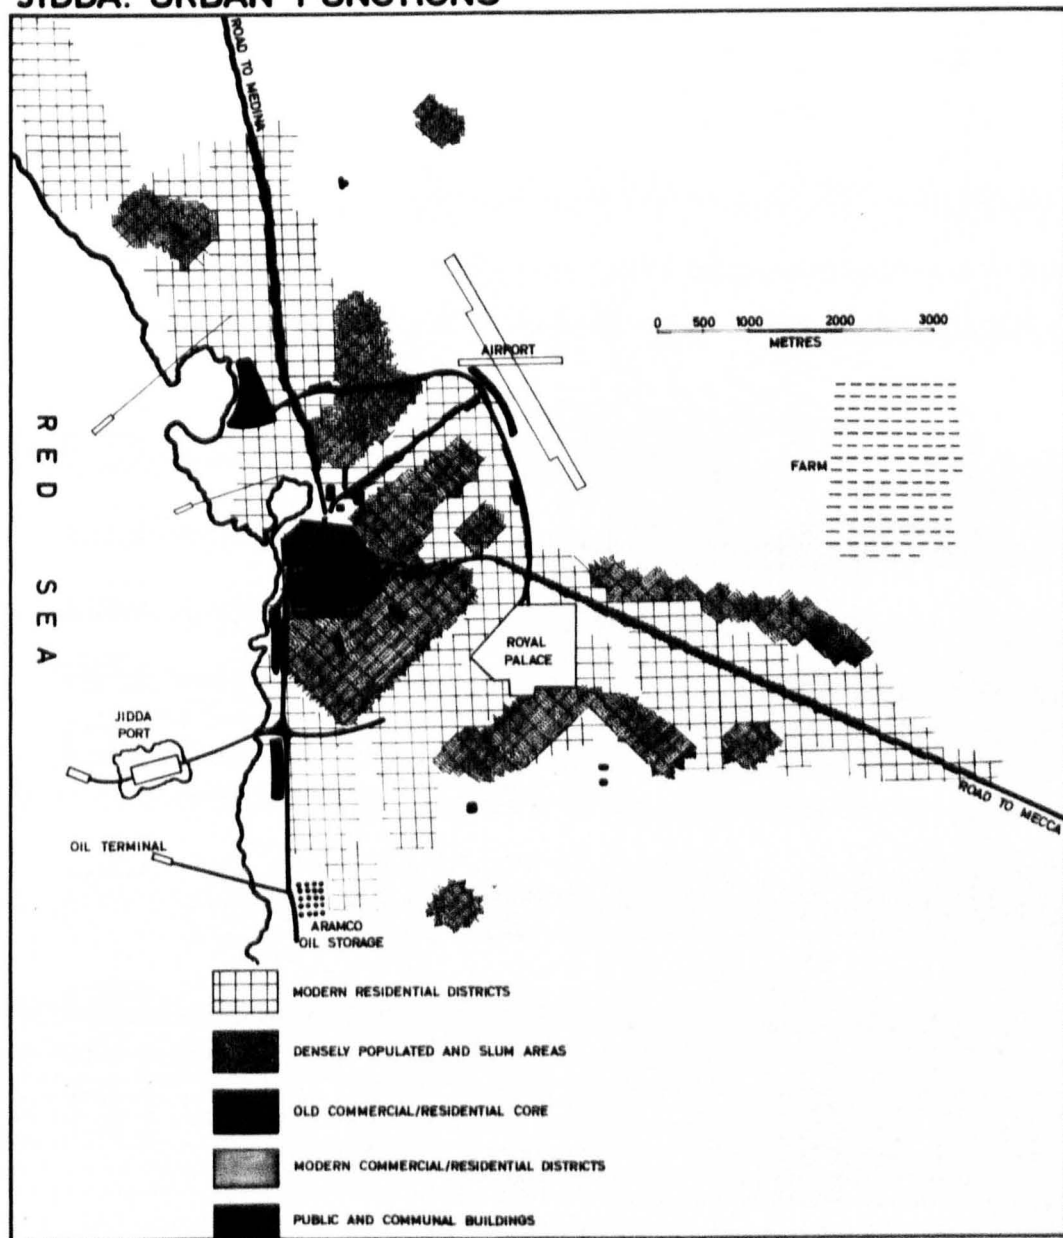 JIDDA: URBAN FUNCTIONS
ROAD TO MEDINA
0 500 1000 2000 3000
METRES
AIRPORT
RED SEA
FARM
ROYAL
PALACE
JIDDA
PORT
ROAD TO MECCA
OIL TERMINAL
ARAMCO
OIL STORAGE
MODERN RESIDENTIAL DISTRICTS
DENSELY POPULATED AND SLUM AREAS
OLD COMMERCIAL/RESIDENTIAL CORE
MODERN COMMERCIAL/RESIDENTIAL DISTRICTS
PUBLIC AND COMMUNAL BUILDINGS